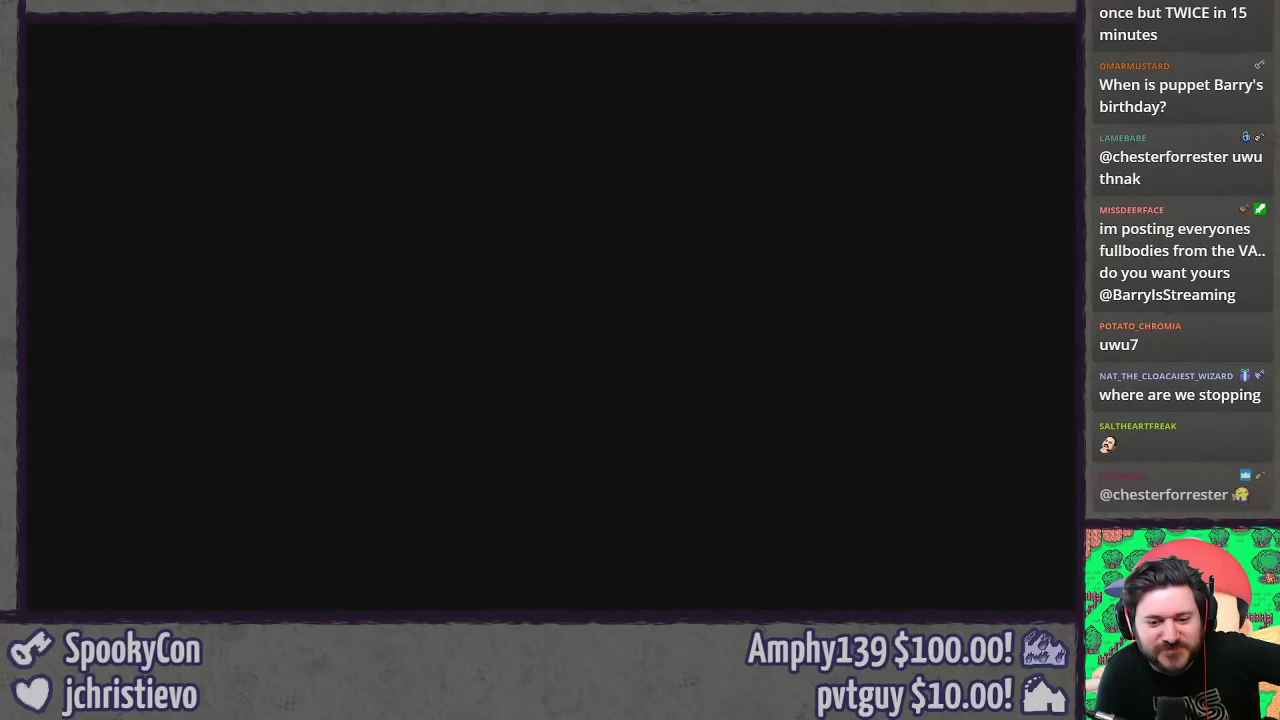 once but TWICE in 15
minutes
OMARMUSTARD
When is puppet Barry's
birthday?
LAMEBABE
@chesterforrester uwu
thnak
MISSDEERFACE
im posting everyones
fullbodies from the VA..
do you want yours
@BarryIsStreaming
POTATO_CHROMIA
uwu7
NAT_THE_CLOACAIEST_WIZARD
where are we stopping
SALTHEARTFREAK
@chesterforrester
SpookyCon
jchristievo
Amphy139 $100.00!
pvtguy $10.00!